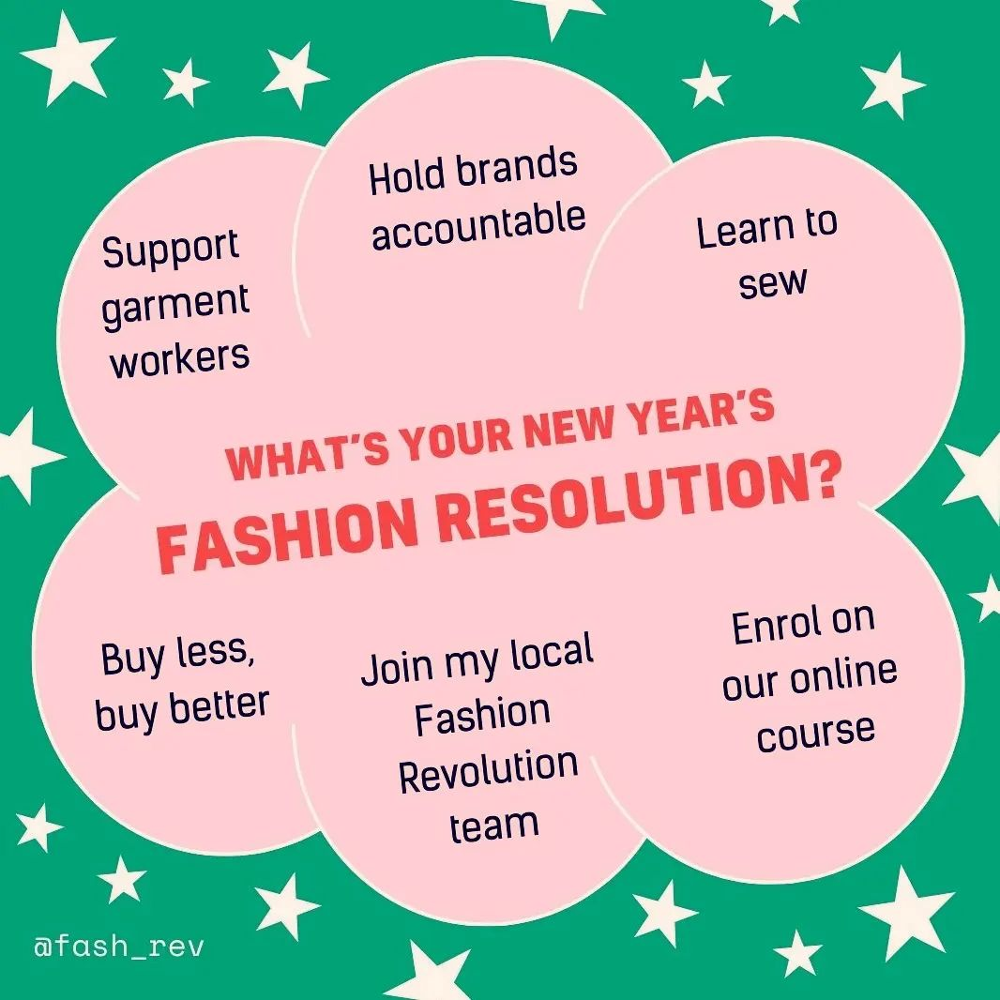 Hold brands
accountable
Support
garment
workers
Learn to
sew
WHAT'S YOUR NEW YEAR'S
FASHION RESOLUTION?
Buy less,
buy better
Join my local
Fashion
Revolution
team
Enrol on
our online
course
@fash_rev